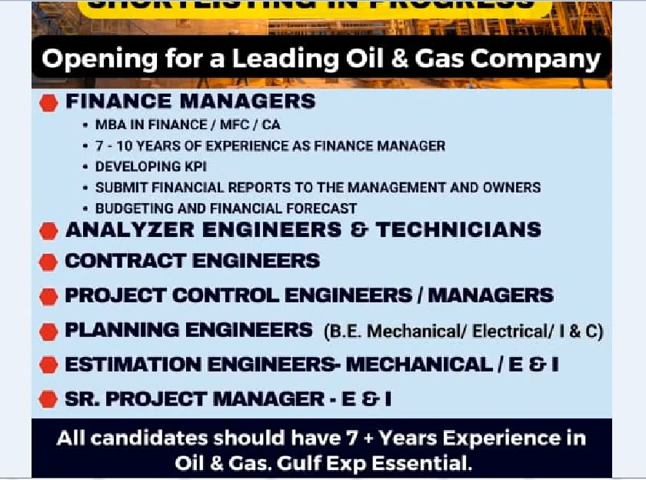 SHORTLISTING IN PROGRESS
Opening for a Leading Oil & Gas Company
FINANCE MANAGERS
• MBA IN FINANCE / MFC / CA
• 7 - 10 YEARS OF EXPERIENCE AS FINANCE MANAGER
• DEVELOPING KPI
• SUBMIT FINANCIAL REPORTS TO THE MANAGEMENT AND OWNERS
• BUDGETING AND FINANCIAL FORECAST
ANALYZER ENGINEERS & TECHNICIANS
CONTRACT ENGINEERS
PROJECT CONTROL ENGINEERS / MANAGERS
PLANNING ENGINEERS (B.E. Mechanical/ Electrical/ I & C)
ESTIMATION ENGINEERS- MECHANICAL / E & I
SR. PROJECT MANAGER - E & I
All candidates should have 7 + Years Experience in
Oil & Gas. Gulf Exp Essential.